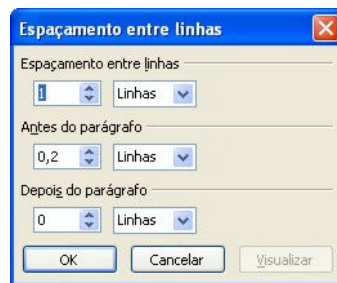 Espaçamento entre linhas
Espaçamento entre linhas
1 Linhas
Antes do parágrafo
0,2 Linhas
Depois do parágrafo
0 Linhas
OK Cancelar Visualizar